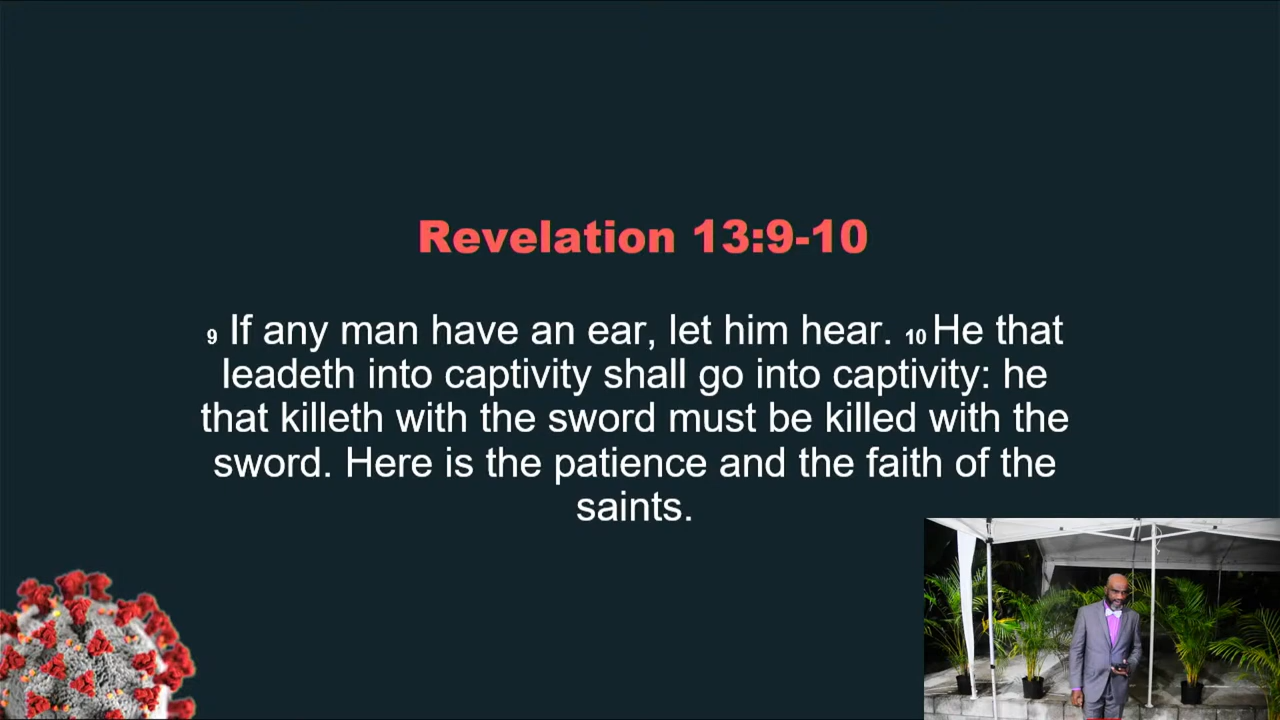 Revelation 13:9-10
9 If any man have an ear, let him hear. 10 He that
leadeth into captivity shall go into captivity: he
that killeth with the sword must be killed with the
sword. Here is the patience and the faith of the
saints.